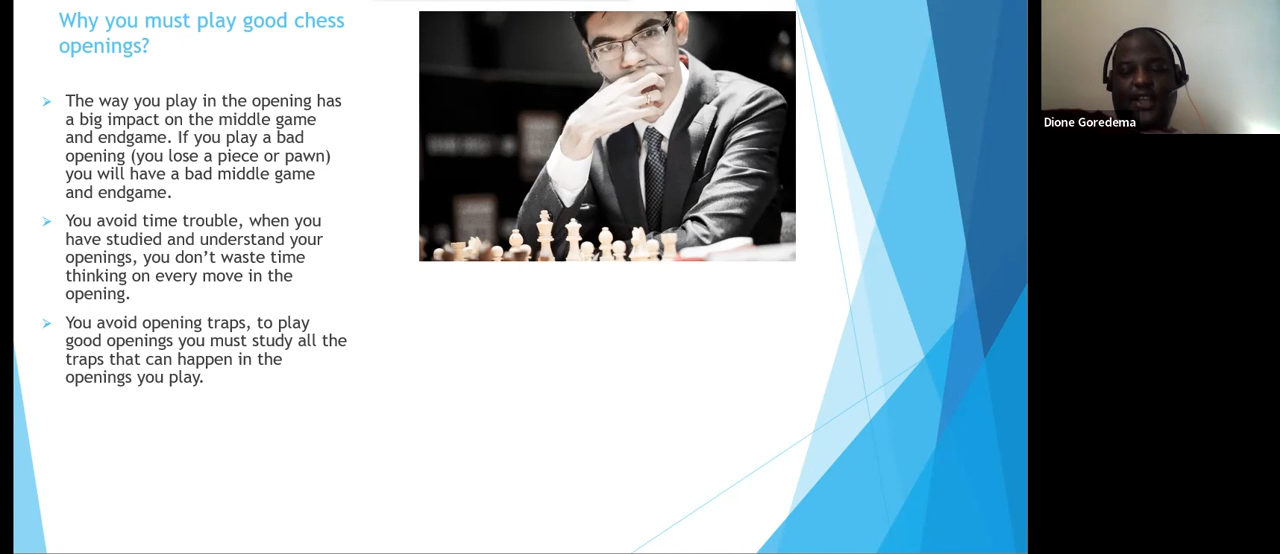 Why you must play good chess
openings?
The way you play in the opening has
a big impact on the middle game
and endgame. If you play a bad
opening (you lose a piece or pawn)
you will have a bad middle game
and endgame.
You avoid time trouble, when you
have studied and understand your
openings, you don’t waste time
thinking on every move in the
opening.
You avoid opening traps, to play
good openings you must study all the
traps that can happen in the
openings you play.
Dione Goredema